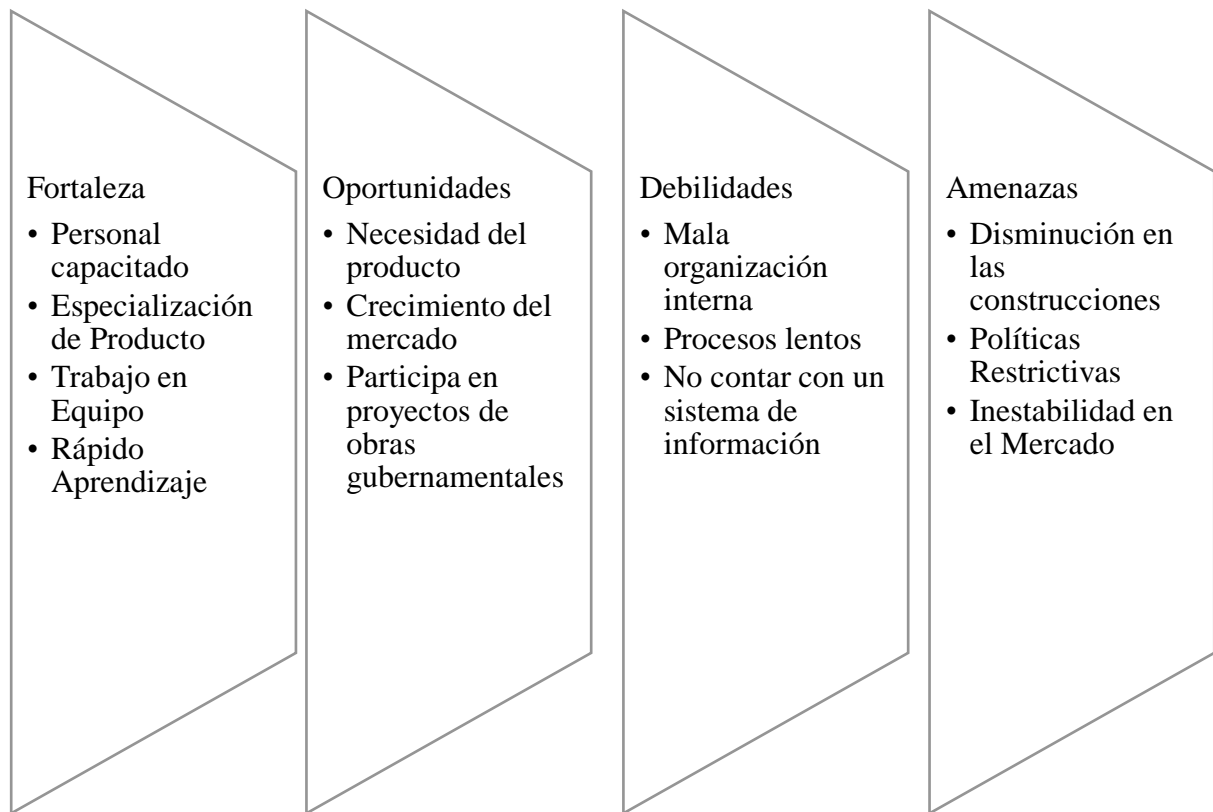 Fortaleza
• Personal
capacitado
• Especialización
de Producto
• Trabajo en
Equipo
• Rápido
Aprendizaje
Oportunidades
• Necesidad del
producto
• Crecimiento del
mercado
• Participa en
proyectos de
obras
gubernamentales
Debilidades
• Mala
organización
interna
• Procesos lentos
• No contar con un
sistema de
información
Amenazas
• Disminución en
las
construcciones
• Políticas
Restrictivas
• Inestabilidad en
el Mercado